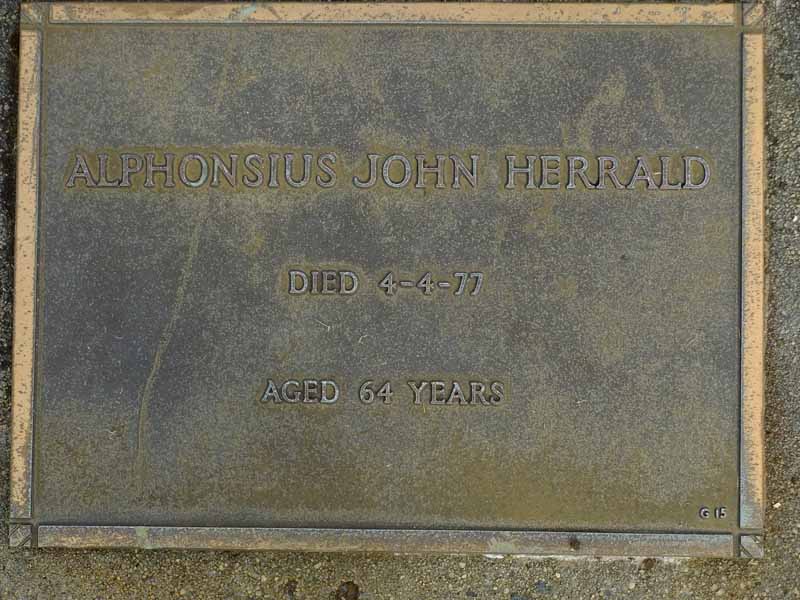 ALPHONSIUS JOHN HERRALD
DIED 4-4-77
AGED 64 YEARS
G 15